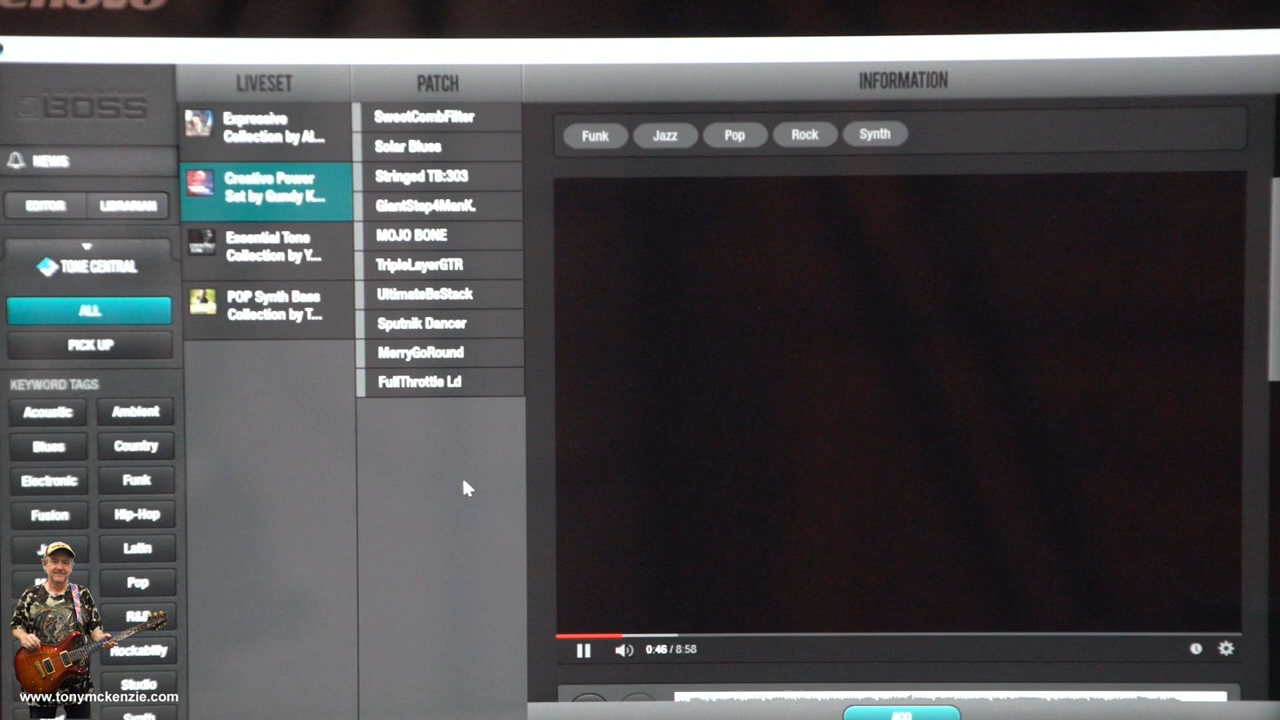 enovo
LIVESET
PATCH
INFORMATION
BOSS
NEWS
EDITOR
LIBRARIAN
TONE CENTRAL
ALL
PICK UP
KEYWORD TAGS
Acoustic
Ambient
Blues
Country
Electronic
Funk
Fusion
Hip-Hop
Latin
Pop
R&B
Rockabilly
Studio
Synth
www.tonymckenzie.com
Expressive
Collection by Al...
Creative Power
Set by Gundy K...
Essential Tone
Collection by Y...
POP Synth Bass
Collection by T...
SweetCombFilter
Solar Blues
Stringed TB:303
GiantStep4ManK.
MOJO BONE
TripleLayerGTR
UltimateBsStack
Sputnik Dancer
MerryGoRound
FullThrottle Ld
Funk
Jazz
Pop
Rock
Synth
0:46 / 8:58
ADD